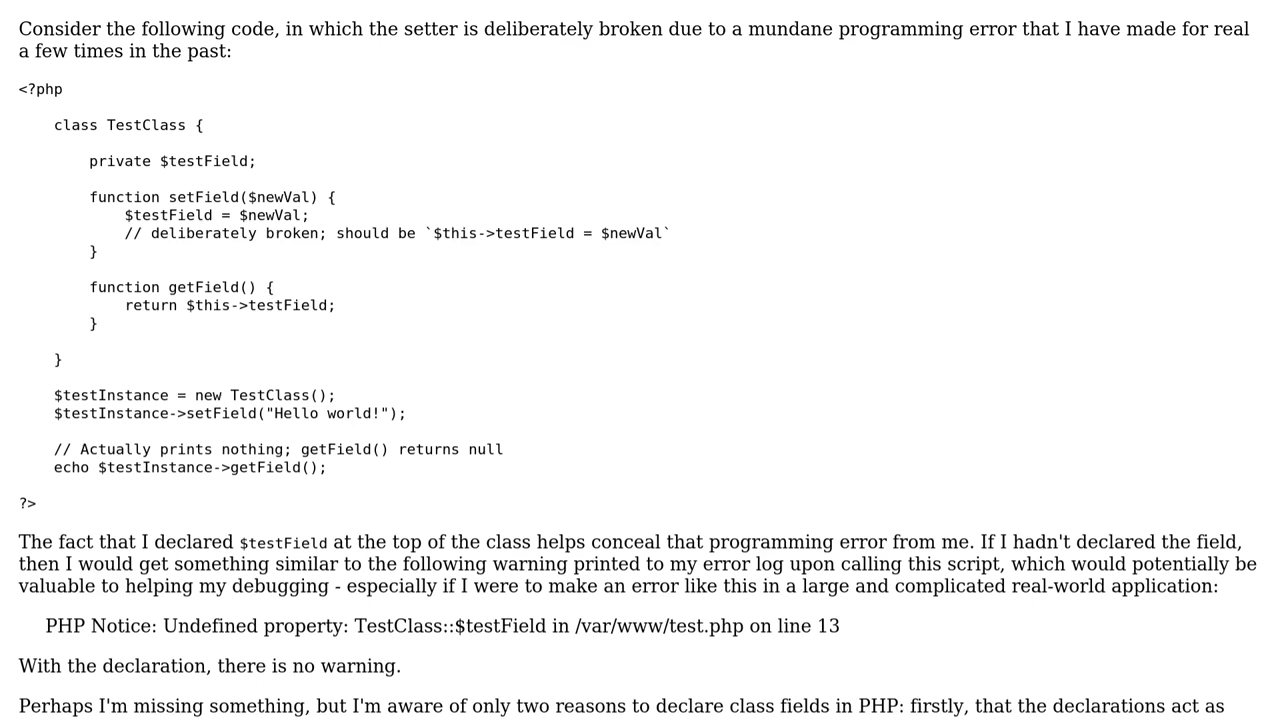 Consider the following code, in which the setter is deliberately broken due to a mundane programming error that I have made for real
a few times in the past:
<?php
class TestClass {
private $testField;
function setField($newVal) {
$testField = $newVal;
// deliberately broken; should be `$this->testField = $newVal`
}
function getField() {
return $this->testField;
}
}
$testInstance = new TestClass();
$testInstance->setField("Hello world!");
// Actually prints nothing; getField() returns null
echo $testInstance->getField();
?>
The fact that I declared $testField at the top of the class helps conceal that programming error from me. If I hadn't declared the field,
then I would get something similar to the following warning printed to my error log upon calling this script, which would potentially be
valuable to helping my debugging - especially if I were to make an error like this in a large and complicated real-world application:
PHP Notice: Undefined property: TestClass::$testField in /var/www/test.php on line 13
With the declaration, there is no warning.
Perhaps I'm missing something, but I'm aware of only two reasons to declare class fields in PHP: firstly, that the declarations act as